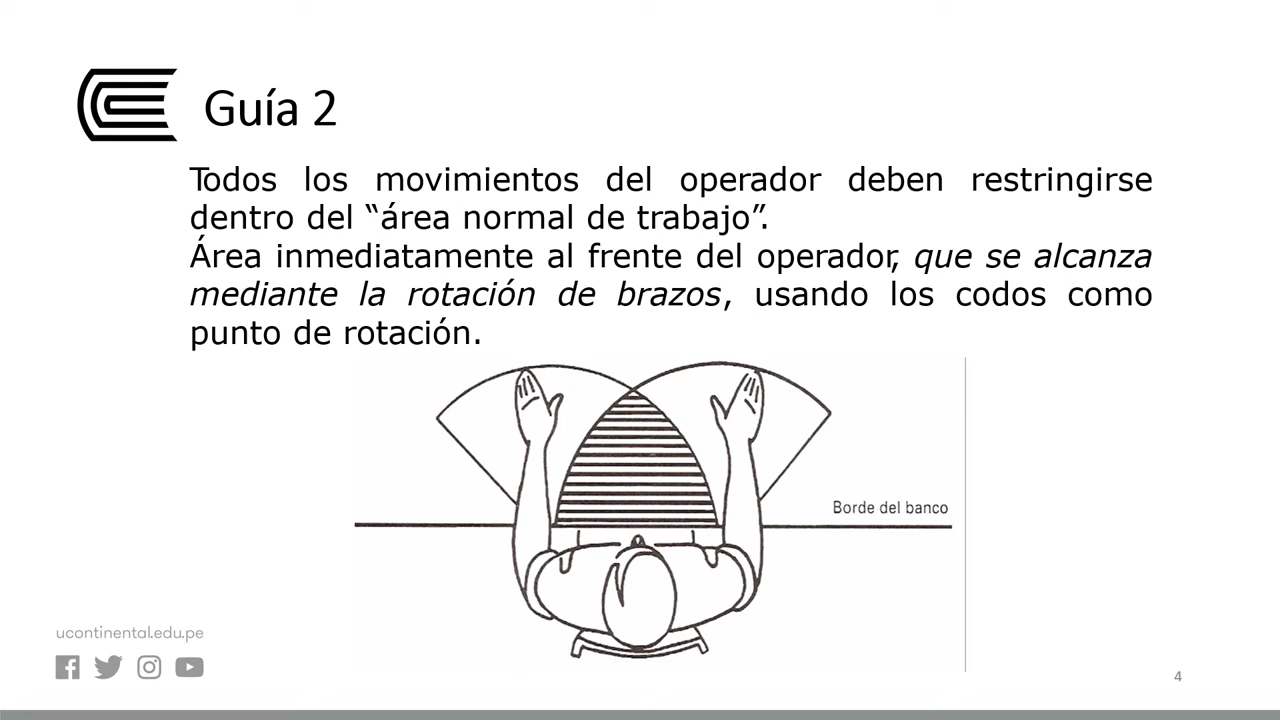 Guía 2
Todos los movimientos del operador deben restringirse
dentro del “área normal de trabajo”.
Área inmediatamente al frente del operador, que se alcanza
mediante la rotación de brazos, usando los codos como
punto de rotación.
Borde del banco
ucontinental.edu.pe
4